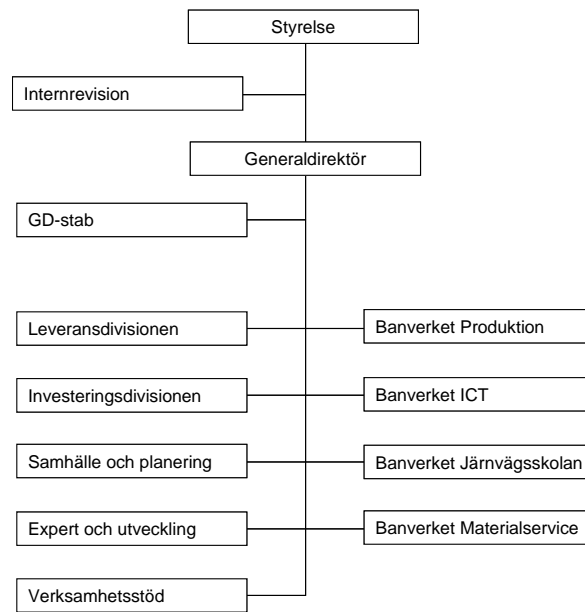 Styrelse
Internrevision
Generaldirektör
GD-stab
Leveransdivisionen
Banverket Produktion
Investeringsdivisionen
Banverket ICT
Samhälle och planering
Banverket Järnvägsskolan
Expert och utveckling
Banverket Materialservice
Verksamhetsstöd